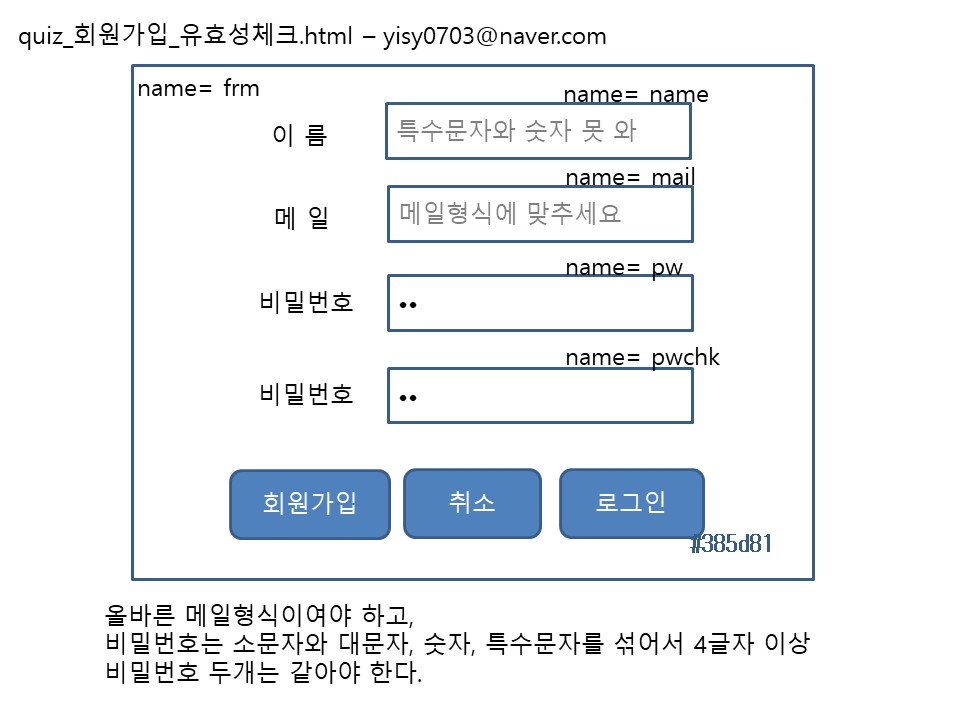 quiz_회원가입_유효성체크.html – yisy0703@naver.com
name= frm
name= name
이 름
특수문자와 숫자 못 와
name= mail
메 일
메일형식에 맞추세요
name= pw
비밀번호
••
name= pwchk
비밀번호
••
회원가입
취소
로그인
#385d81
올바른 메일형식이여야 하고,
비밀번호는 소문자와 대문자, 숫자, 특수문자를 섞어서 4글자 이상
비밀번호 두개는 같아야 한다.